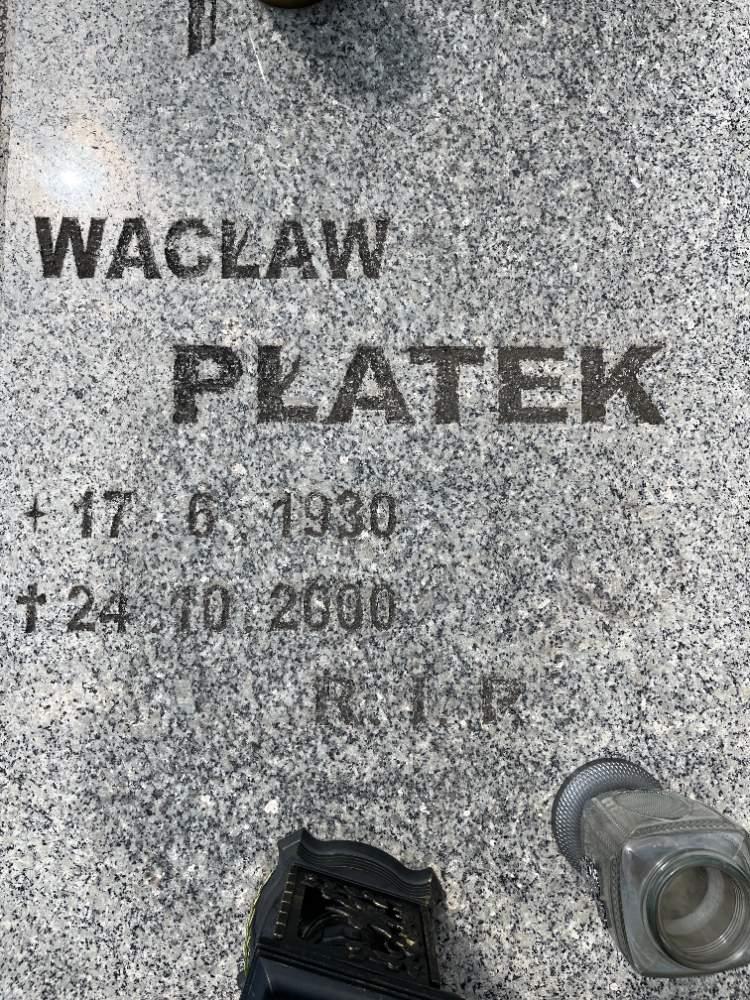 WACŁAW
PŁATEK
17.6.1930
✝ 24.10.2000
R.I.P